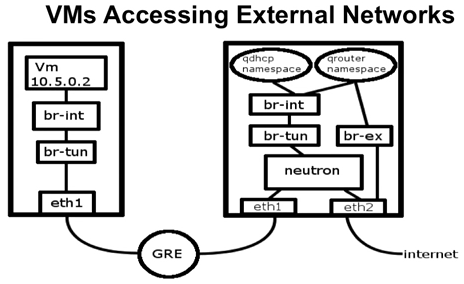 VMs Accessing External Networks
Vm
10.5.0.2
br-int
br-tun
eth1
qdhcp
namespace
qrouter
namespace
br-int
br-tun
br-ex
neutron
eth1
eth2
GRE
internet